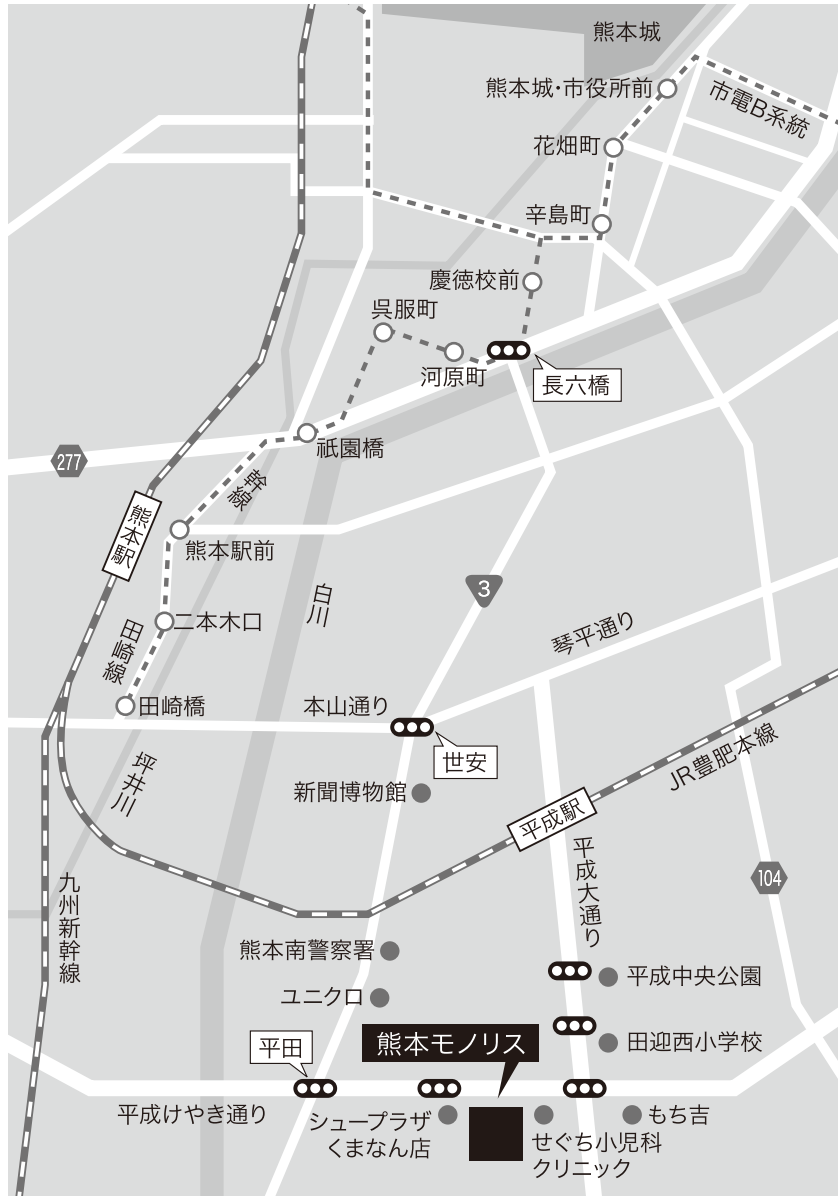 熊本城
熊本城・市役所前
市電B系統
花畑町
辛島町
慶徳校前
呉服町
河原町
長六橋
祇園橋
277
幹線
熊本駅
熊本駅前
白川
3
二本木口
田崎線
琴平通り
田崎橋
本山通り
世安
JR豊肥本線
坪井川
新聞博物館
平成駅
平成大通り
104
九州新幹線
熊本南警察署
平成中央公園
ユニクロ
熊本モノリス
田迎西小学校
平田
平成けやき通り
シュープラザ
くまなん店
せぐち小児科
クリニック
もち吉